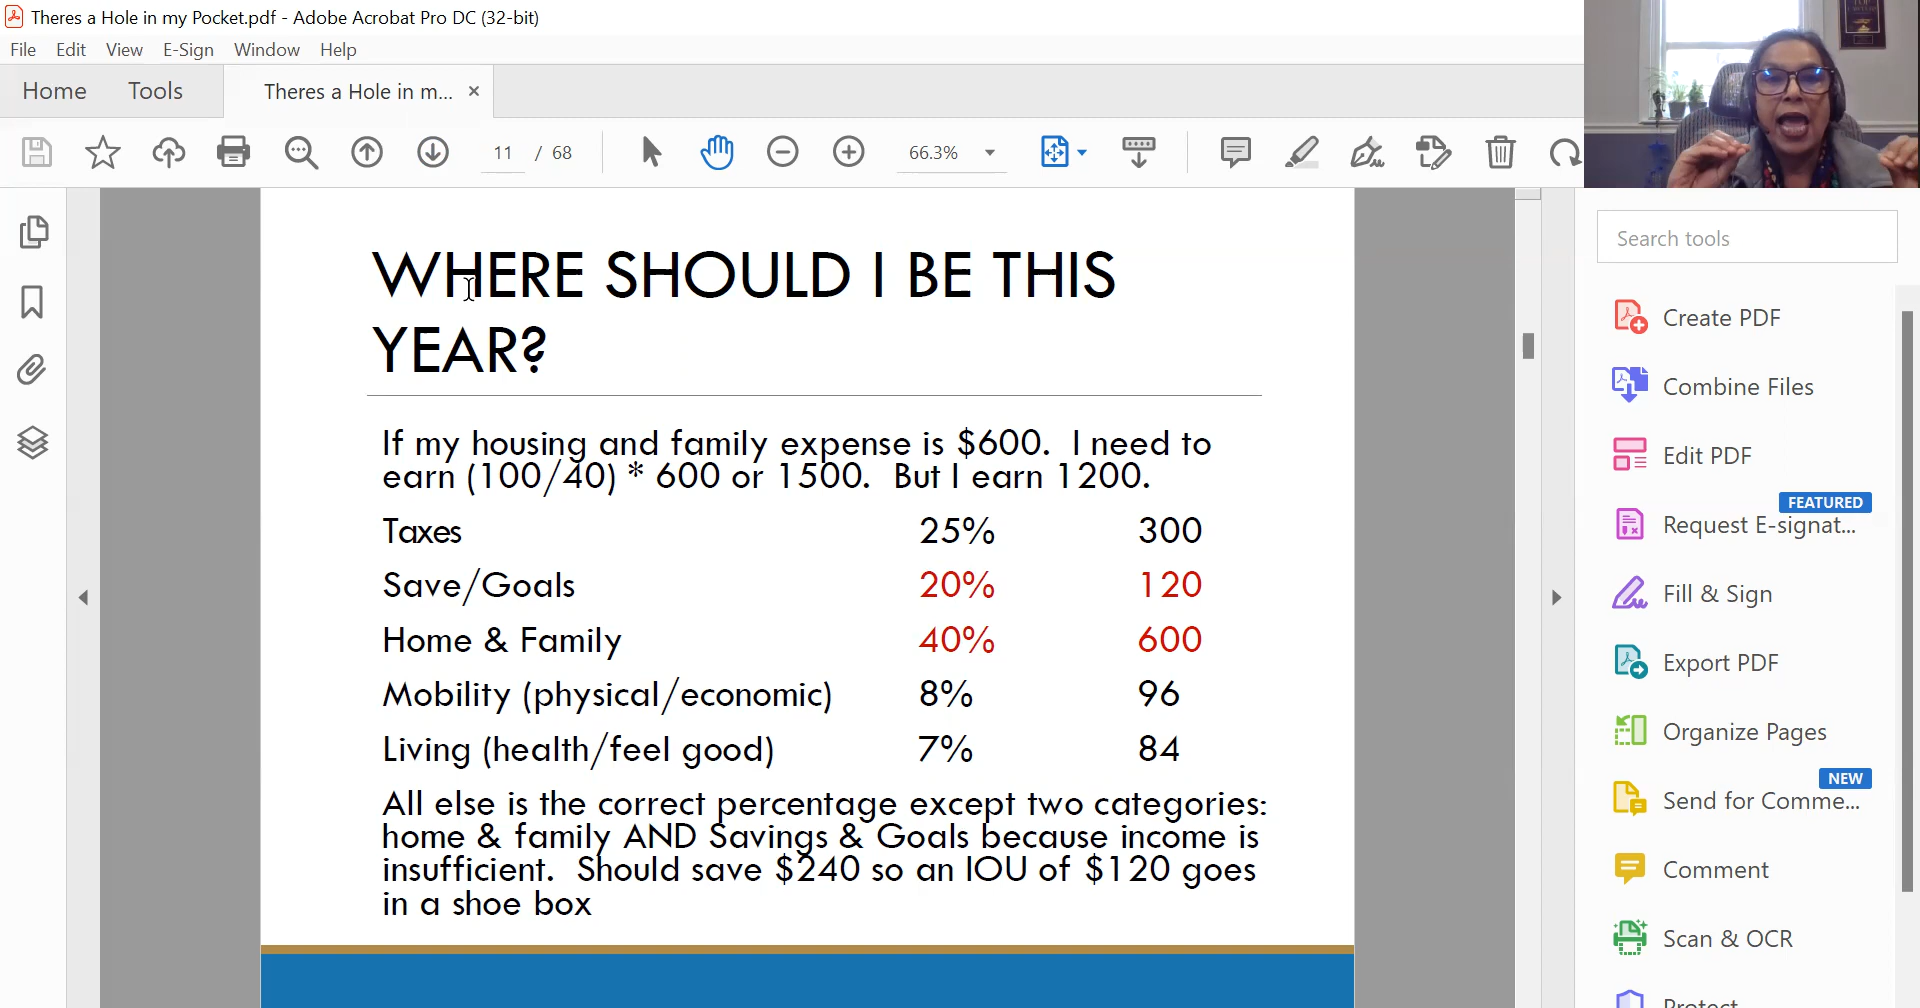 Theres a Hole in my Pocket.pdf - Adobe Acrobat Pro DC (32-bit)
File Edit View E-Sign Window Help
Home Tools Theres a Hole in m... ×
11 / 68 66.3%
WHERE SHOULD I BE THIS
YEAR?
If my housing and family expense is $600. I need to
earn (100/40) * 600 or 1500. But I earn 1200.
Taxes 25% 300
Save/Goals 20% 120
Home & Family 40% 600
Mobility (physical/economic) 8% 96
Living (health/feel good) 7% 84
All else is the correct percentage except two categories:
home & family AND Savings & Goals because income is
insufficient. Should save $240 so an IOU of $120 goes
in a shoe box
Search tools
Create PDF
Combine Files
Edit PDF
FEATURED
Request E-signat...
Fill & Sign
Export PDF
Organize Pages
NEW
Send for Comme...
Comment
Scan & OCR
Protect